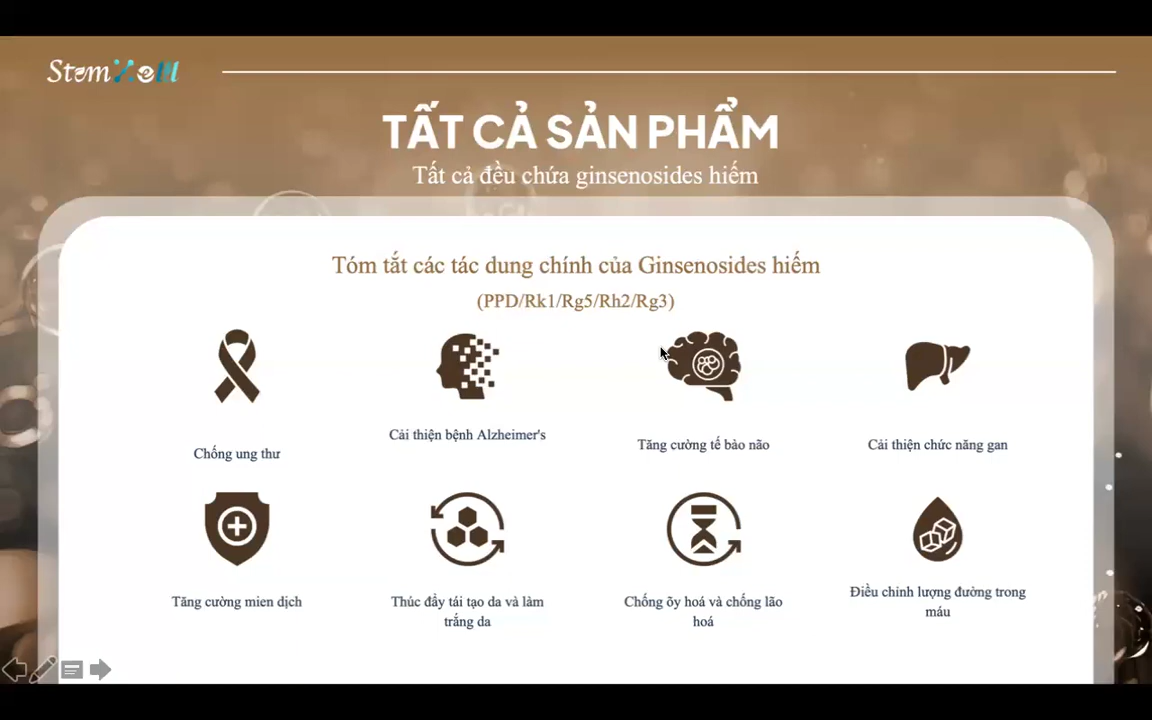 TẤT CẢ SẢN PHẨM
Tất cả đều chứa ginsenosides hiếm
Tóm tắt các tác dung chính của Ginsenosides hiếm
(PPD/Rk1/Rg5/Rh2/Rg3)
Chống ung thư
Cải thiện bệnh Alzheimer's
Tăng cường tế bào não
Cải thiện chức năng gan
Tăng cường mien dịch
Thúc đẩy tái tạo da và làm
trắng da
Chống õy hoá và chống lão
hoá
Điều chỉnh lượng đường trong
máu